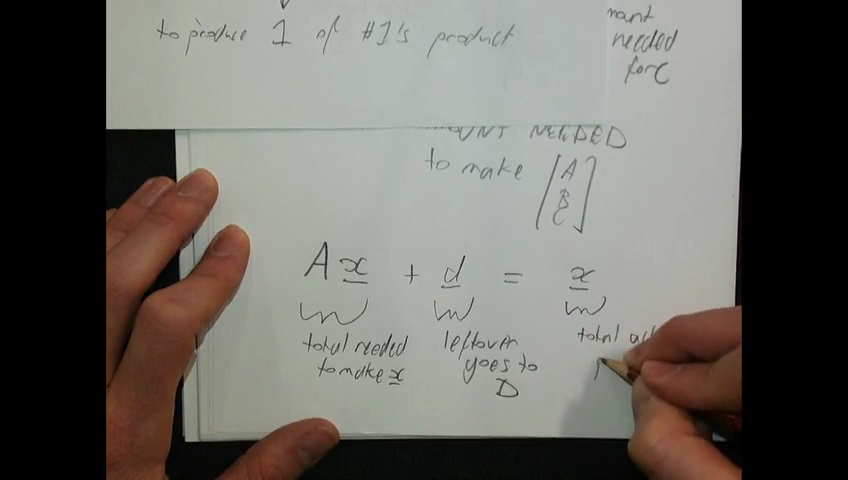 to produce 1 of #1's product
needed
for C
NEEDED
to make [A B C]
Ax + d = x
total needed to make x
leftover goes to D
total